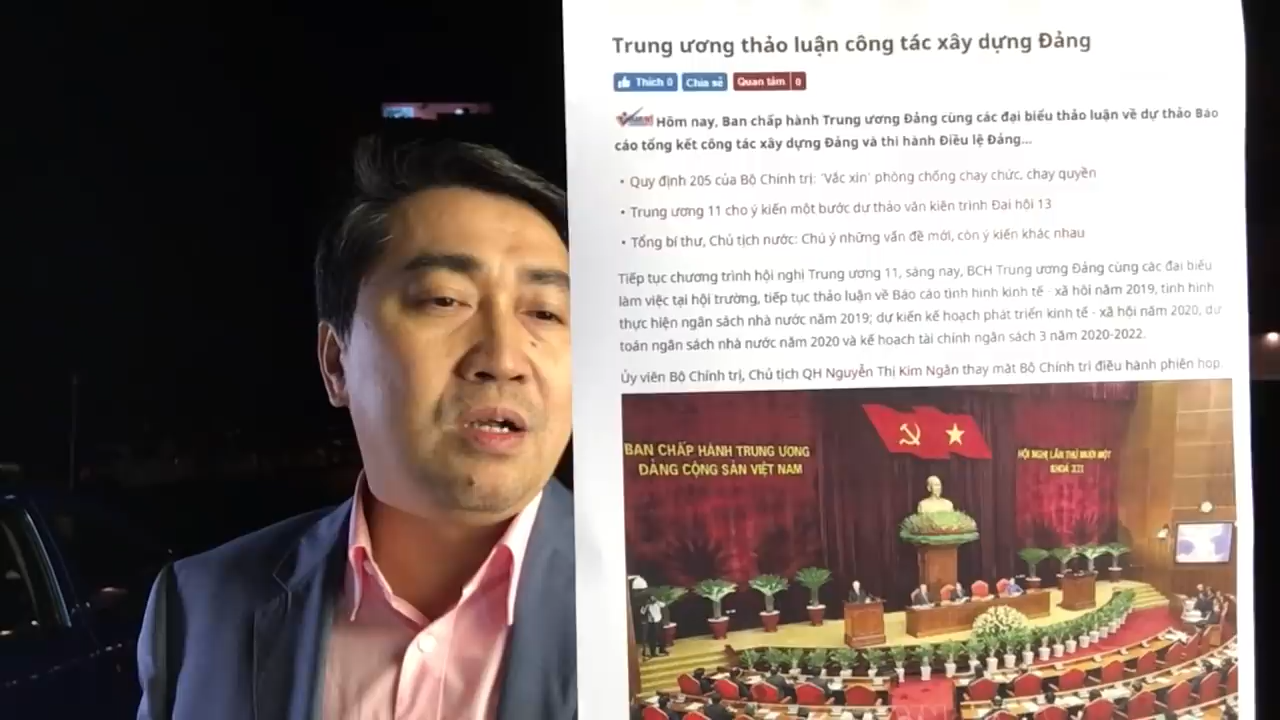 Trung ương thảo luận công tác xây dựng Đảng
Thích 0 Chia sẻ Quan tâm 0
Hôm nay, Ban chấp hành Trung ương Đảng cùng các đại biểu thảo luận về dự thảo Báo
cáo tổng kết công tác xây dựng Đảng và thi hành Điều lệ Đảng...
• Quy định 205 của Bộ Chính trị: 'Vắc xin' phòng chống chạy chức, chạy quyền
• Trung ương 11 cho ý kiến một bước dự thảo văn kiện trình Đại hội 13
• Tổng bí thư, Chủ tịch nước: Chú ý những vấn đề mới, còn ý kiến khác nhau
Tiếp tục chương trình hội nghị Trung ương 11, sáng nay, BCH Trung ương Đảng cùng các đại biểu
làm việc tại hội trường, tiếp tục thảo luận về Báo cáo tình hình kinh tế - xã hội năm 2019, tình hình
thực hiện ngân sách nhà nước năm 2019; dự kiến kế hoạch phát triển kinh tế - xã hội năm 2020, dự
toán ngân sách nhà nước năm 2020 và kế hoạch tài chính ngân sách 3 năm 2020-2022.
Ủy viên Bộ Chính trị, Chủ tịch QH Nguyễn Thị Kim Ngân thay mặt Bộ Chính trị điều hành phiên họp.
BAN CHẤP HÀNH TRUNG ƯƠNG
ĐẢNG CỘNG SẢN VIỆT NAM
HỘI NGHỊ LẦN THỨ MƯỜI MỘT
KHOÁ XII